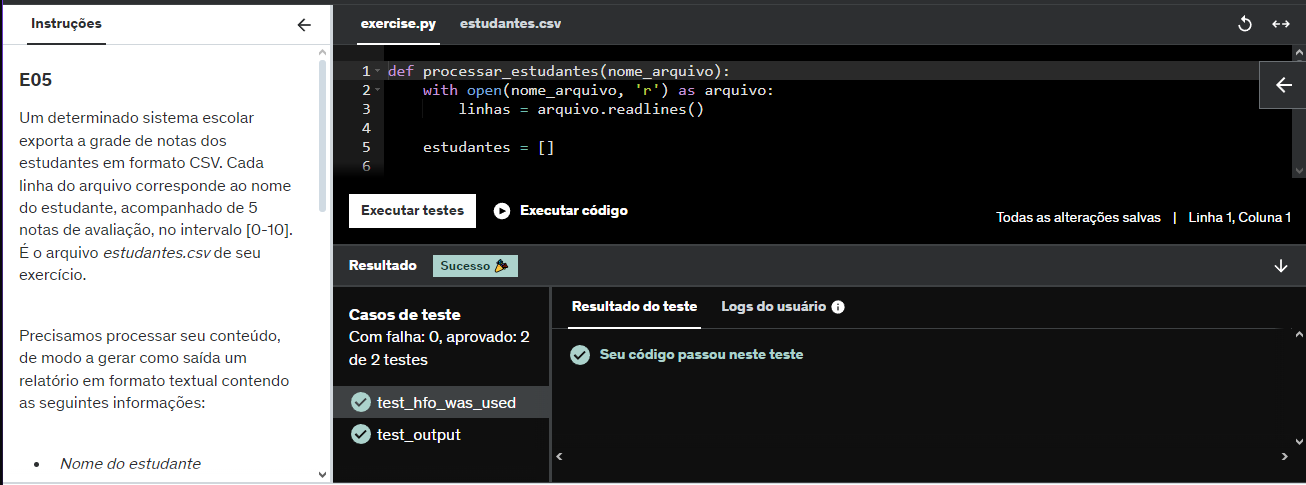 Instruções
E05
Um determinado sistema escolar
exporta a grade de notas dos
estudantes em formato CSV. Cada
linha do arquivo corresponde ao nome
do estudante, acompanhado de 5
notas de avaliação, no intervalo [0-10].
É o arquivo estudantes.csv de seu
exercício.
Precisamos processar seu conteúdo,
de modo a gerar como saída um
relatório em formato textual contendo
as seguintes informações:
• Nome do estudante
exercise.py estudantes.csv
1 def processar_estudantes(nome_arquivo):
2 with open(nome_arquivo, 'r') as arquivo:
3 linhas = arquivo.readlines()
4
5 estudantes = []
6
Executar testes Executar código
Todas as alterações salvas | Linha 1, Coluna 1
Resultado Sucesso
Casos de teste
Com falha: 0, aprovado: 2
de 2 testes
test_hfo_was_used
test_output
Resultado do teste Logs do usuário
Seu código passou neste teste